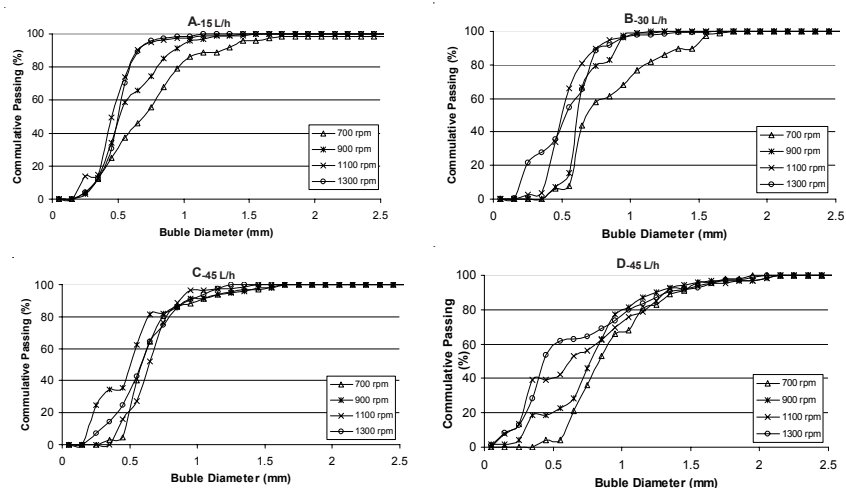 A-15 L/h
Commulative Passing (%)
100
80
60
40
20
0
700 rpm
900 rpm
1100 rpm
1300 rpm
0 0.5 1 1.5 2 2.5
Buble Diameter (mm)
B-30 L/h
Commulative Passing (%)
100
80
60
40
20
0
700 rpm
900 rpm
1100 rpm
1300 rpm
0 0.5 1 1.5 2 2.5
Buble Diameter (mm)
C-45 L/h
Commulative Passing (%)
100
80
60
40
20
0
700 rpm
900 rpm
1100 rpm
1300 rpm
0 0.5 1 1.5 2 2.5
Buble Diameter (mm)
D-45 L/h
Commulative Passing
(%)
100
80
60
40
20
0
700 rpm
900 rpm
1100 rpm
1300 rpm
0 0.5 1 1.5 2 2.5
Buble Diameter (mm)